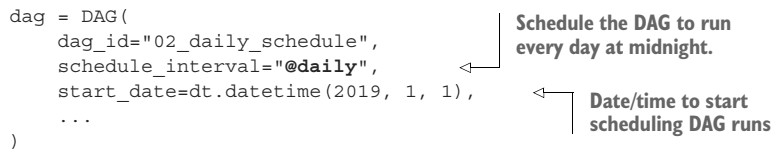 dag = DAG(
    dag_id="02_daily_schedule",
    schedule_interval="@daily",
    start_date=dt.datetime(2019, 1, 1),
    ...
)
Schedule the DAG to run
every day at midnight.
Date/time to start
scheduling DAG runs